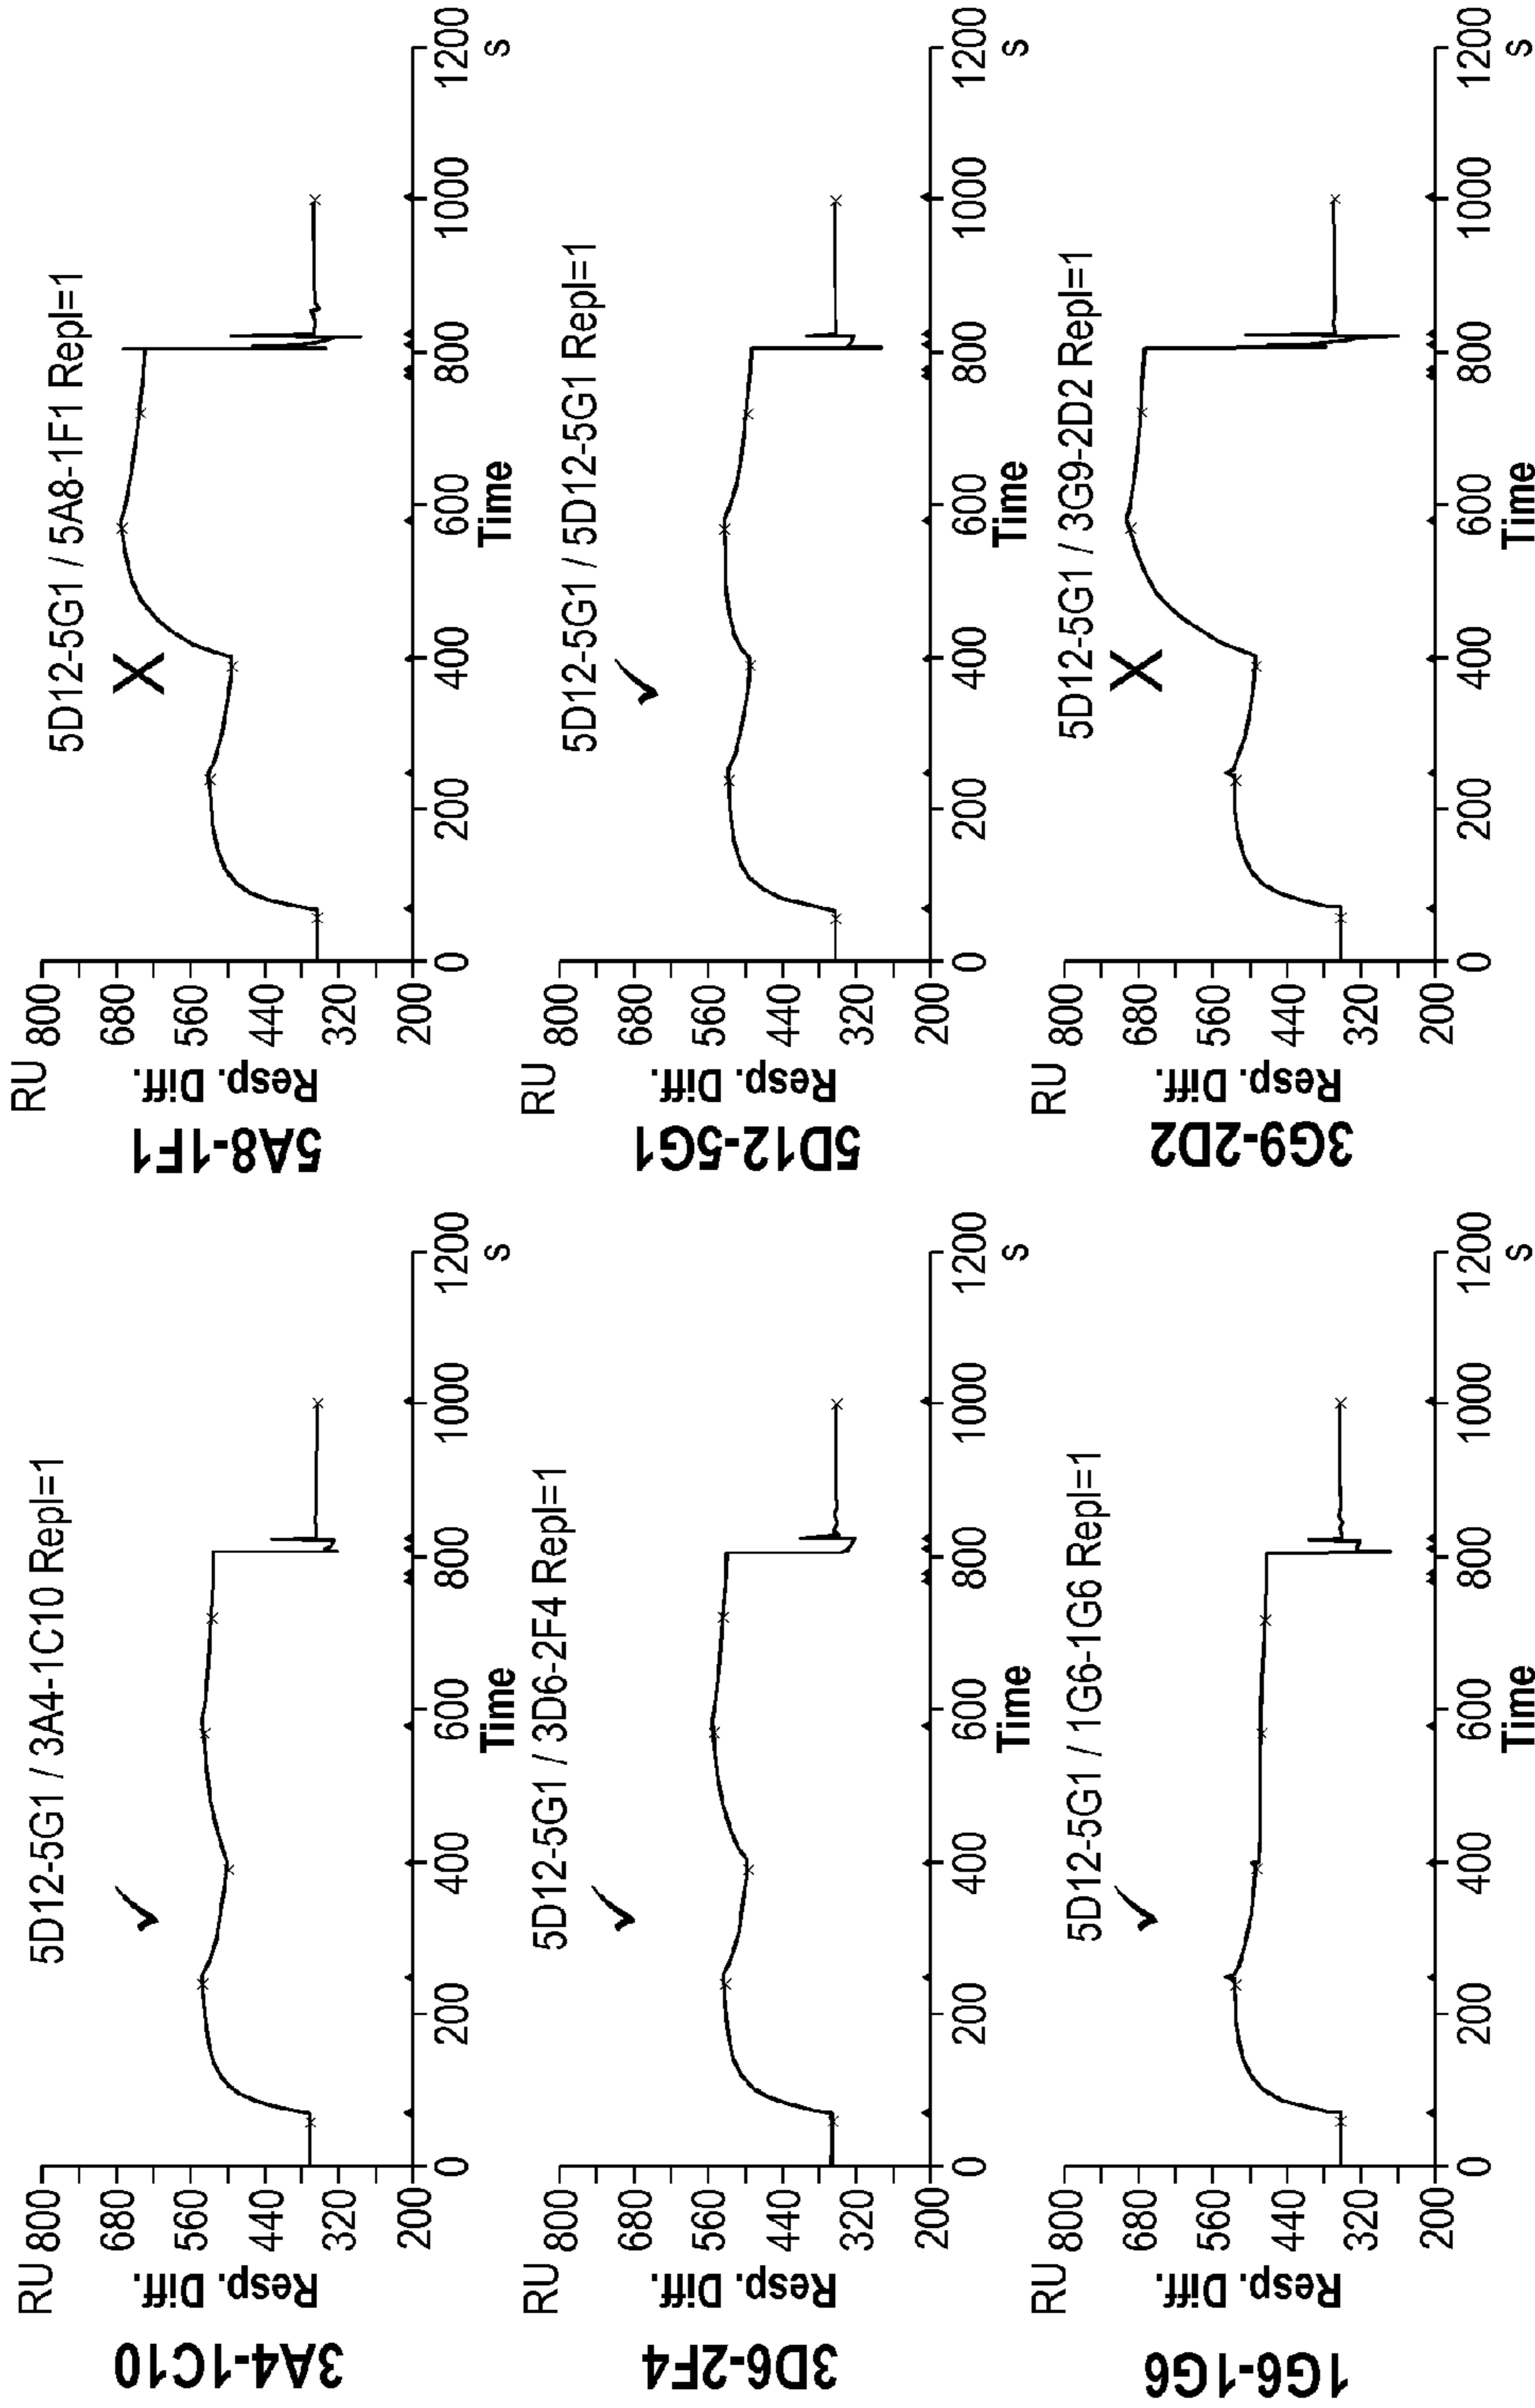 3A4-1C10
5D12-5G1 / 3A4-1C10 Repl=1
RU
800
680
560
440
320
200
Resp. Diff.
0
200
400
600
800
1000
1200
Time
s
5A8-1F1
5D12-5G1 / 5A8-1F1 Repl=1
RU
800
680
560
440
320
200
Resp. Diff.
0
200
400
600
800
1000
1200
Time
s
3D6-2F4
5D12-5G1 / 3D6-2F4 Repl=1
RU
800
680
560
440
320
200
Resp. Diff.
0
200
400
600
800
1000
1200
Time
s
5D12-5G1
5D12-5G1 / 5D12-5G1 Repl=1
RU
800
680
560
440
320
200
Resp. Diff.
0
200
400
600
800
1000
1200
Time
s
1G6-1G6
5D12-5G1 / 1G6-1G6 Repl=1
RU
800
680
560
440
320
200
Resp. Diff.
0
200
400
600
800
1000
1200
Time
s
3G9-2D2
5D12-5G1 / 3G9-2D2 Repl=1
RU
800
680
560
440
320
200
Resp. Diff.
0
200
400
600
800
1000
1200
Time
s